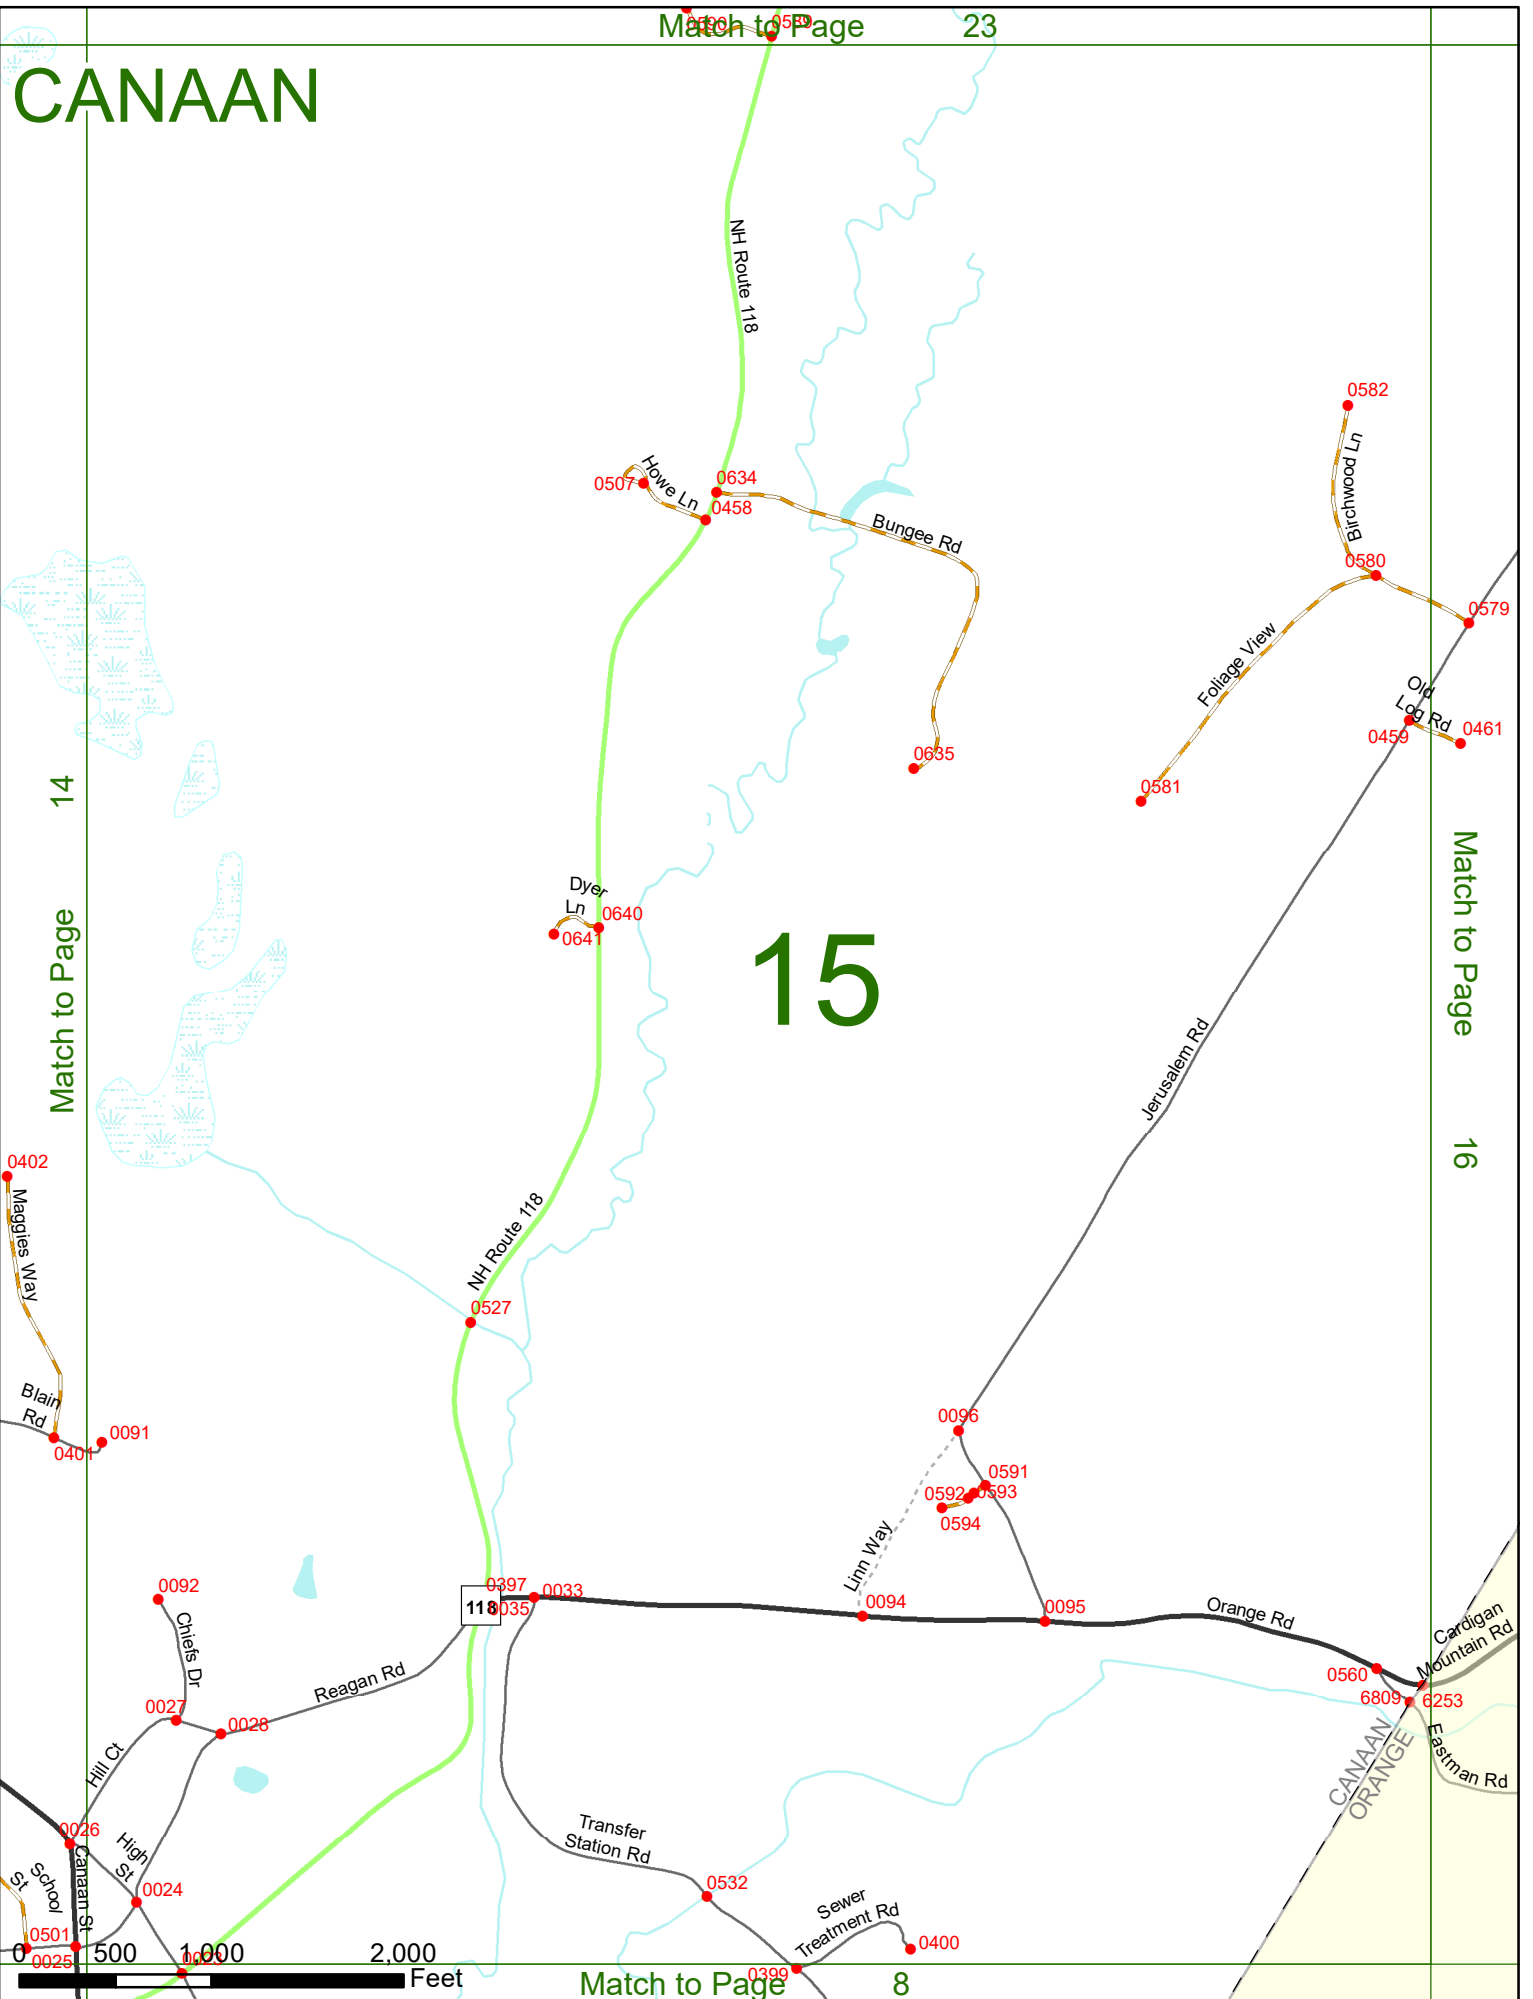 0590
0589
Match to Page 23
CANAAN
NH Route 118
0582
Birchwood Ln
0507
Howe Ln
0634
0458
Bungee Rd
0580
0579
Foliage View
Old
Log Rd
0459
0461
0635
0581
Match to Page 14
Match to Page 16
Dyer
Ln
0640
0641
15
Jerusalem Rd
0402
Maggies Way
NH Route 118
0527
Blain
Rd
0401
0091
0096
0591
0592
0593
0594
Linn Way
0092
Chiefs Dr
0397
0033
118
0035
0094
0095
Orange Rd
Cardigan
Mountain Rd
0560
6809
6253
Reagan Rd
0027
0028
Hill Ct
CANAAN
ORANGE
Eastman Rd
0026
High
St
Canaan St
School
St
0024
Transfer
Station Rd
0532
Sewer
Treatment Rd
0400
0501
0025
0023
0399
0 500 1,000 2,000
Feet
Match to Page 8